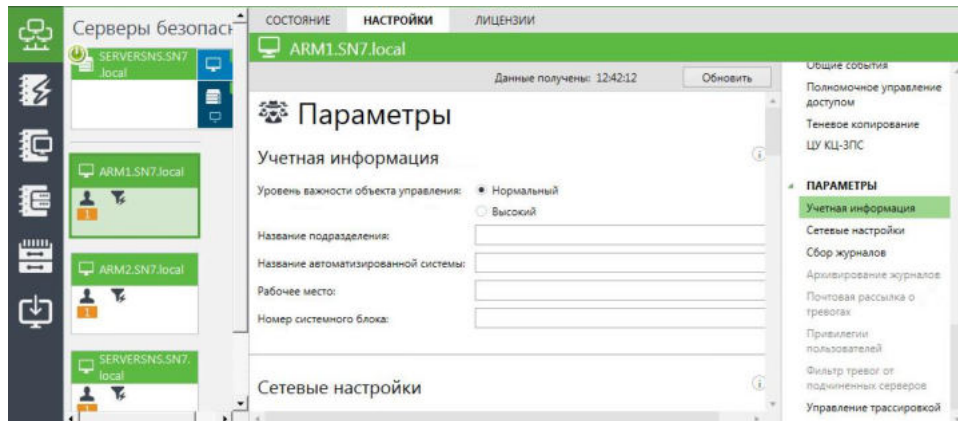 Серверы безопасн
SERVERSNS.SN7
.local
ARM1.SN7.local
1
ARM2.SN7.local
1
SERVERSNS.SN7.
local
1
СОСТОЯНИЕ НАСТРОЙКИ ЛИЦЕНЗИИ
ARM1.SN7.local
Данные получены: 12:42:12 Обновить
Параметры
Учетная информация
Уровень важности объекта управления: Нормальный
Высокий
Название подразделения:
Название автоматизированной системы:
Рабочее место:
Номер системного блока:
Сетевые настройки
Общие события
Полномочное управление
доступом
Теневое копирование
ЦУ КЦ-ЗПС
ПАРАМЕТРЫ
Учетная информация
Сетевые настройки
Сбор журналов
Архивирование журналов
Почтовая рассылка о
тревогах
Привилегии
пользователей
Фильтр тревог от
подчиненных серверов
Управление трассировкой